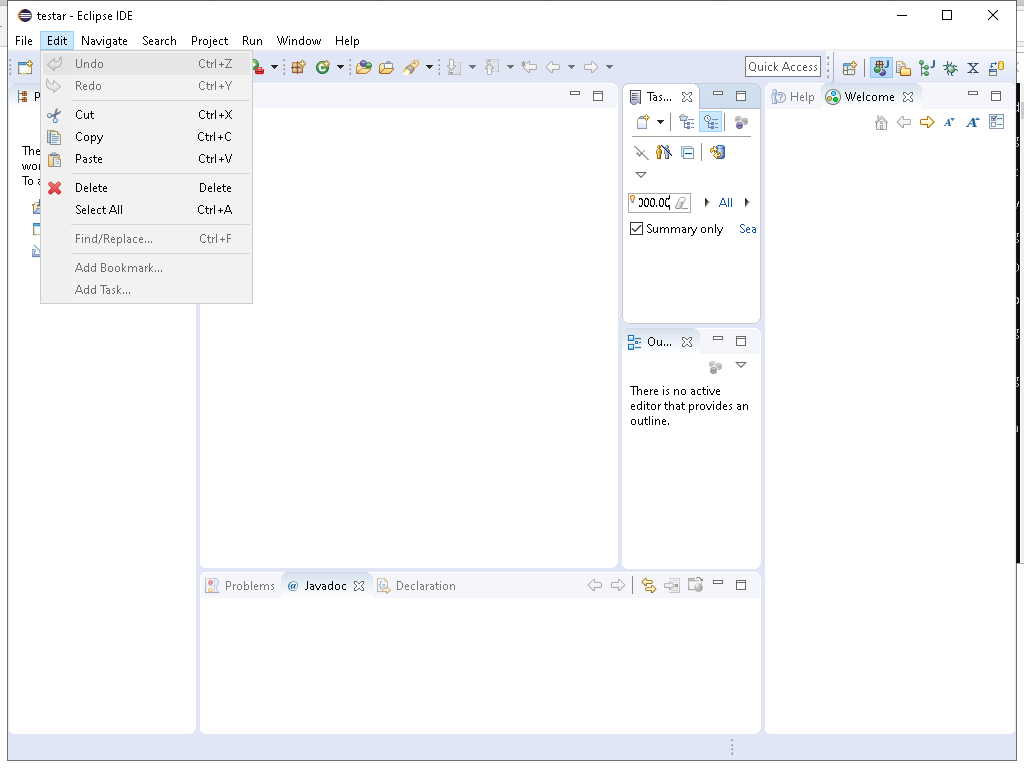 testar - Eclipse IDE
File Edit Navigate Search Project Run Window Help
Quick Access
Undo Ctrl+Z
Redo Ctrl+Y
Cut Ctrl+X
Copy Ctrl+C
Paste Ctrl+V
Delete Delete
Select All Ctrl+A
Find/Replace... Ctrl+F
Add Bookmark...
Add Task...
P
The
wor
To a
Tas...
000.00
All
Summary only Sea
Ou...
There is no active
editor that provides an
outline.
Help Welcome
Problems @ Javadoc Declaration